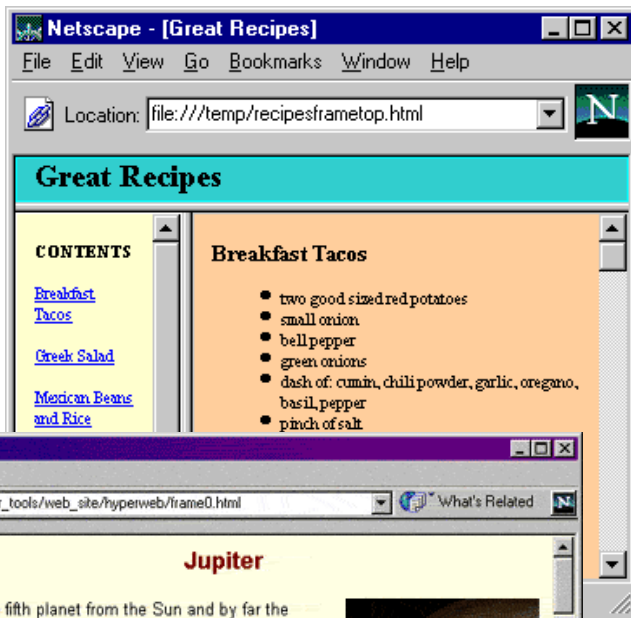 Netscape - [Great Recipes]
File Edit View Go Bookmarks Window Help
Location: file:///temp/recipesframetop.html
N
Great Recipes
CONTENTS
Breakfast
Tacos
Greek Salad
Mexican Beans
and Rice
Breakfast Tacos
two good sized red potatoes
small onion
bell pepper
green onions
dash of: cumin, chili powder, garlic, oregano,
basil, pepper
pinch of salt
r_tools/web_site/hyperweb/frame0.html What's Related N
Jupiter
fifth planet from the Sun and by far the